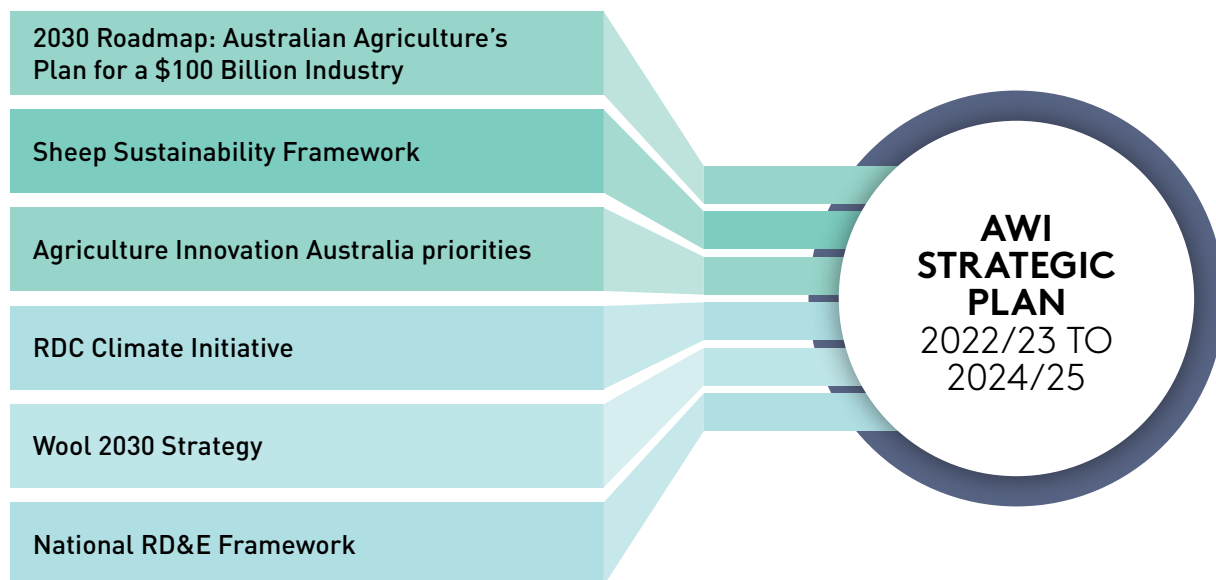 2030 Roadmap: Australian Agriculture’s
Plan for a $100 Billion Industry
Sheep Sustainability Framework
Agriculture Innovation Australia priorities
RDC Climate Initiative
Wool 2030 Strategy
National RD&E Framework
AWI
STRATEGIC
PLAN
2022/23 TO
2024/25